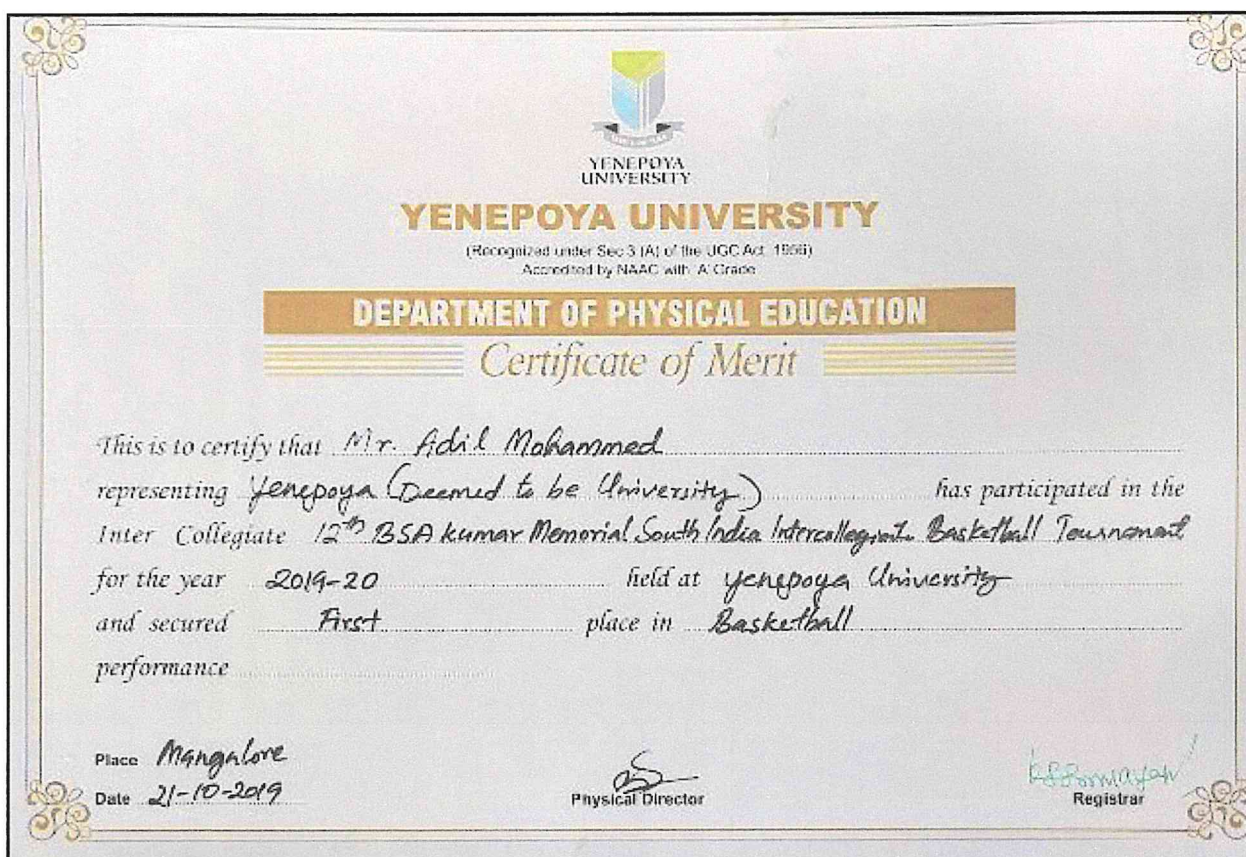 YENEPOYA
UNIVERSITY
YENEPOYA UNIVERSITY
(Recognized under Sec 3 (A) of the UGC Act 1956)
Accredited by NAAC with 'A' Grade
DEPARTMENT OF PHYSICAL EDUCATION
Certificate of Merit
This is to certify that Mr. Adil Mohammed
representing Yenepoya (Deemed to be University) has participated in the
Inter Collegiate 12th BSA kumar Memorial South India Intercollegiate Basketball Tournament
for the year 2019-20 held at Yenepoya University
and secured First place in Basketball
performance
Place Mangalore
Date 21-10-2019
Physical Director
Registrar